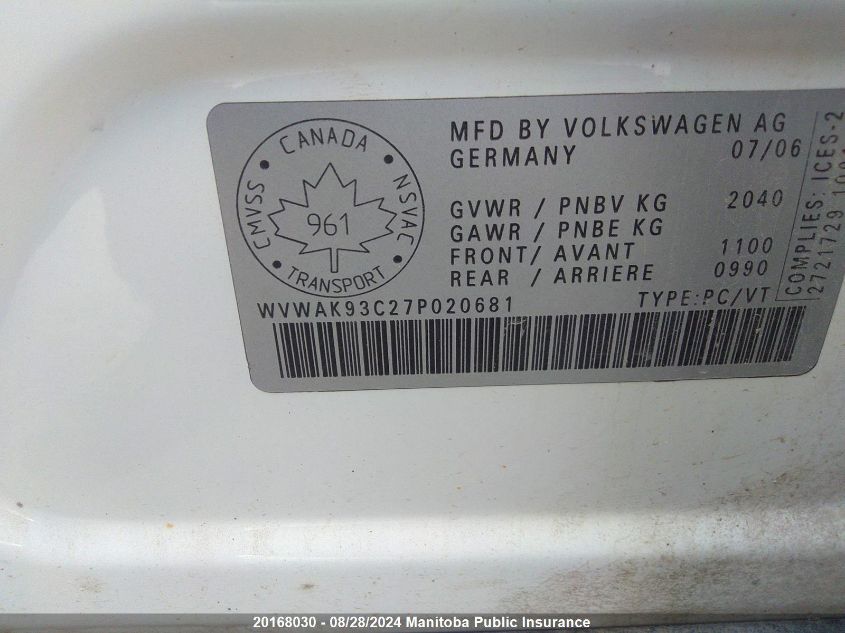 CANADA
CMVSS
NSVAC
961
TRANSPORT
MFD BY VOLKSWAGEN AG
GERMANY 07/06
GVWR / PNBV KG 2040
GAWR / PNBE KG
FRONT/ AVANT 1100
REAR / ARRIERE 0990
WVWAK93C27P020681 TYPE:PC/VT
COMPLIES: ICES-2
2721729
20168030 - 08/28/2024 Manitoba Public Insurance